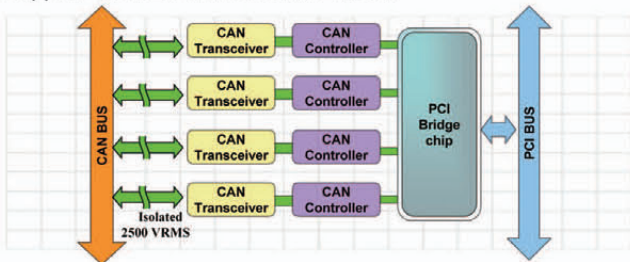 CAN BUS
CAN
Transceiver
CAN
Controller
CAN
Transceiver
CAN
Controller
CAN
Transceiver
CAN
Controller
CAN
Transceiver
CAN
Controller
Isolated
2500 VRMS
PCI
Bridge
chip
PCI BUS